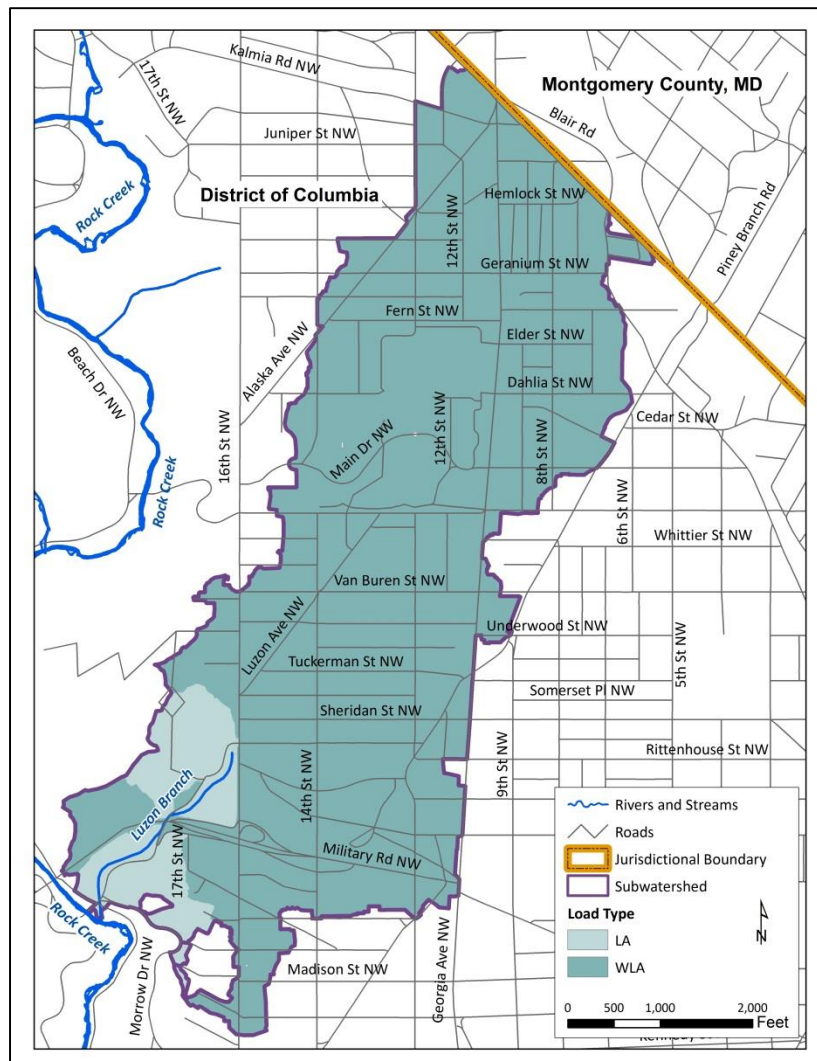 Kalmia Rd NW
17th St NW
Montgomery County, MD
Blair Rd
Juniper St NW
Piney Branch Rd
District of Columbia
Hemlock St NW
Rock Creek
12th St NW
Geranium St NW
Fern St NW
Elder St NW
Beach Dr NW
Alaska Ave NW
Dahlia St NW
Cedar St NW
16th St NW
Main Dr NW
12th St NW
8th St NW
Rock Creek
6th St NW
Whittier St NW
Van Buren St NW
Luzon Ave NW
Underwood St NW
Tuckerman St NW
5th St NW
Somerset Pl NW
Sheridan St NW
Rittenhouse St NW
Luzon Branch
14th St NW
9th St NW
17th St NW
Military Rd NW
Rock Creek
Morrow Dr NW
Madison St NW
Georgia Ave NW
Rivers and Streams
Roads
Jurisdictional Boundary
Subwatershed
Load Type
LA
WLA
N
0 500 1,000 2,000
Feet